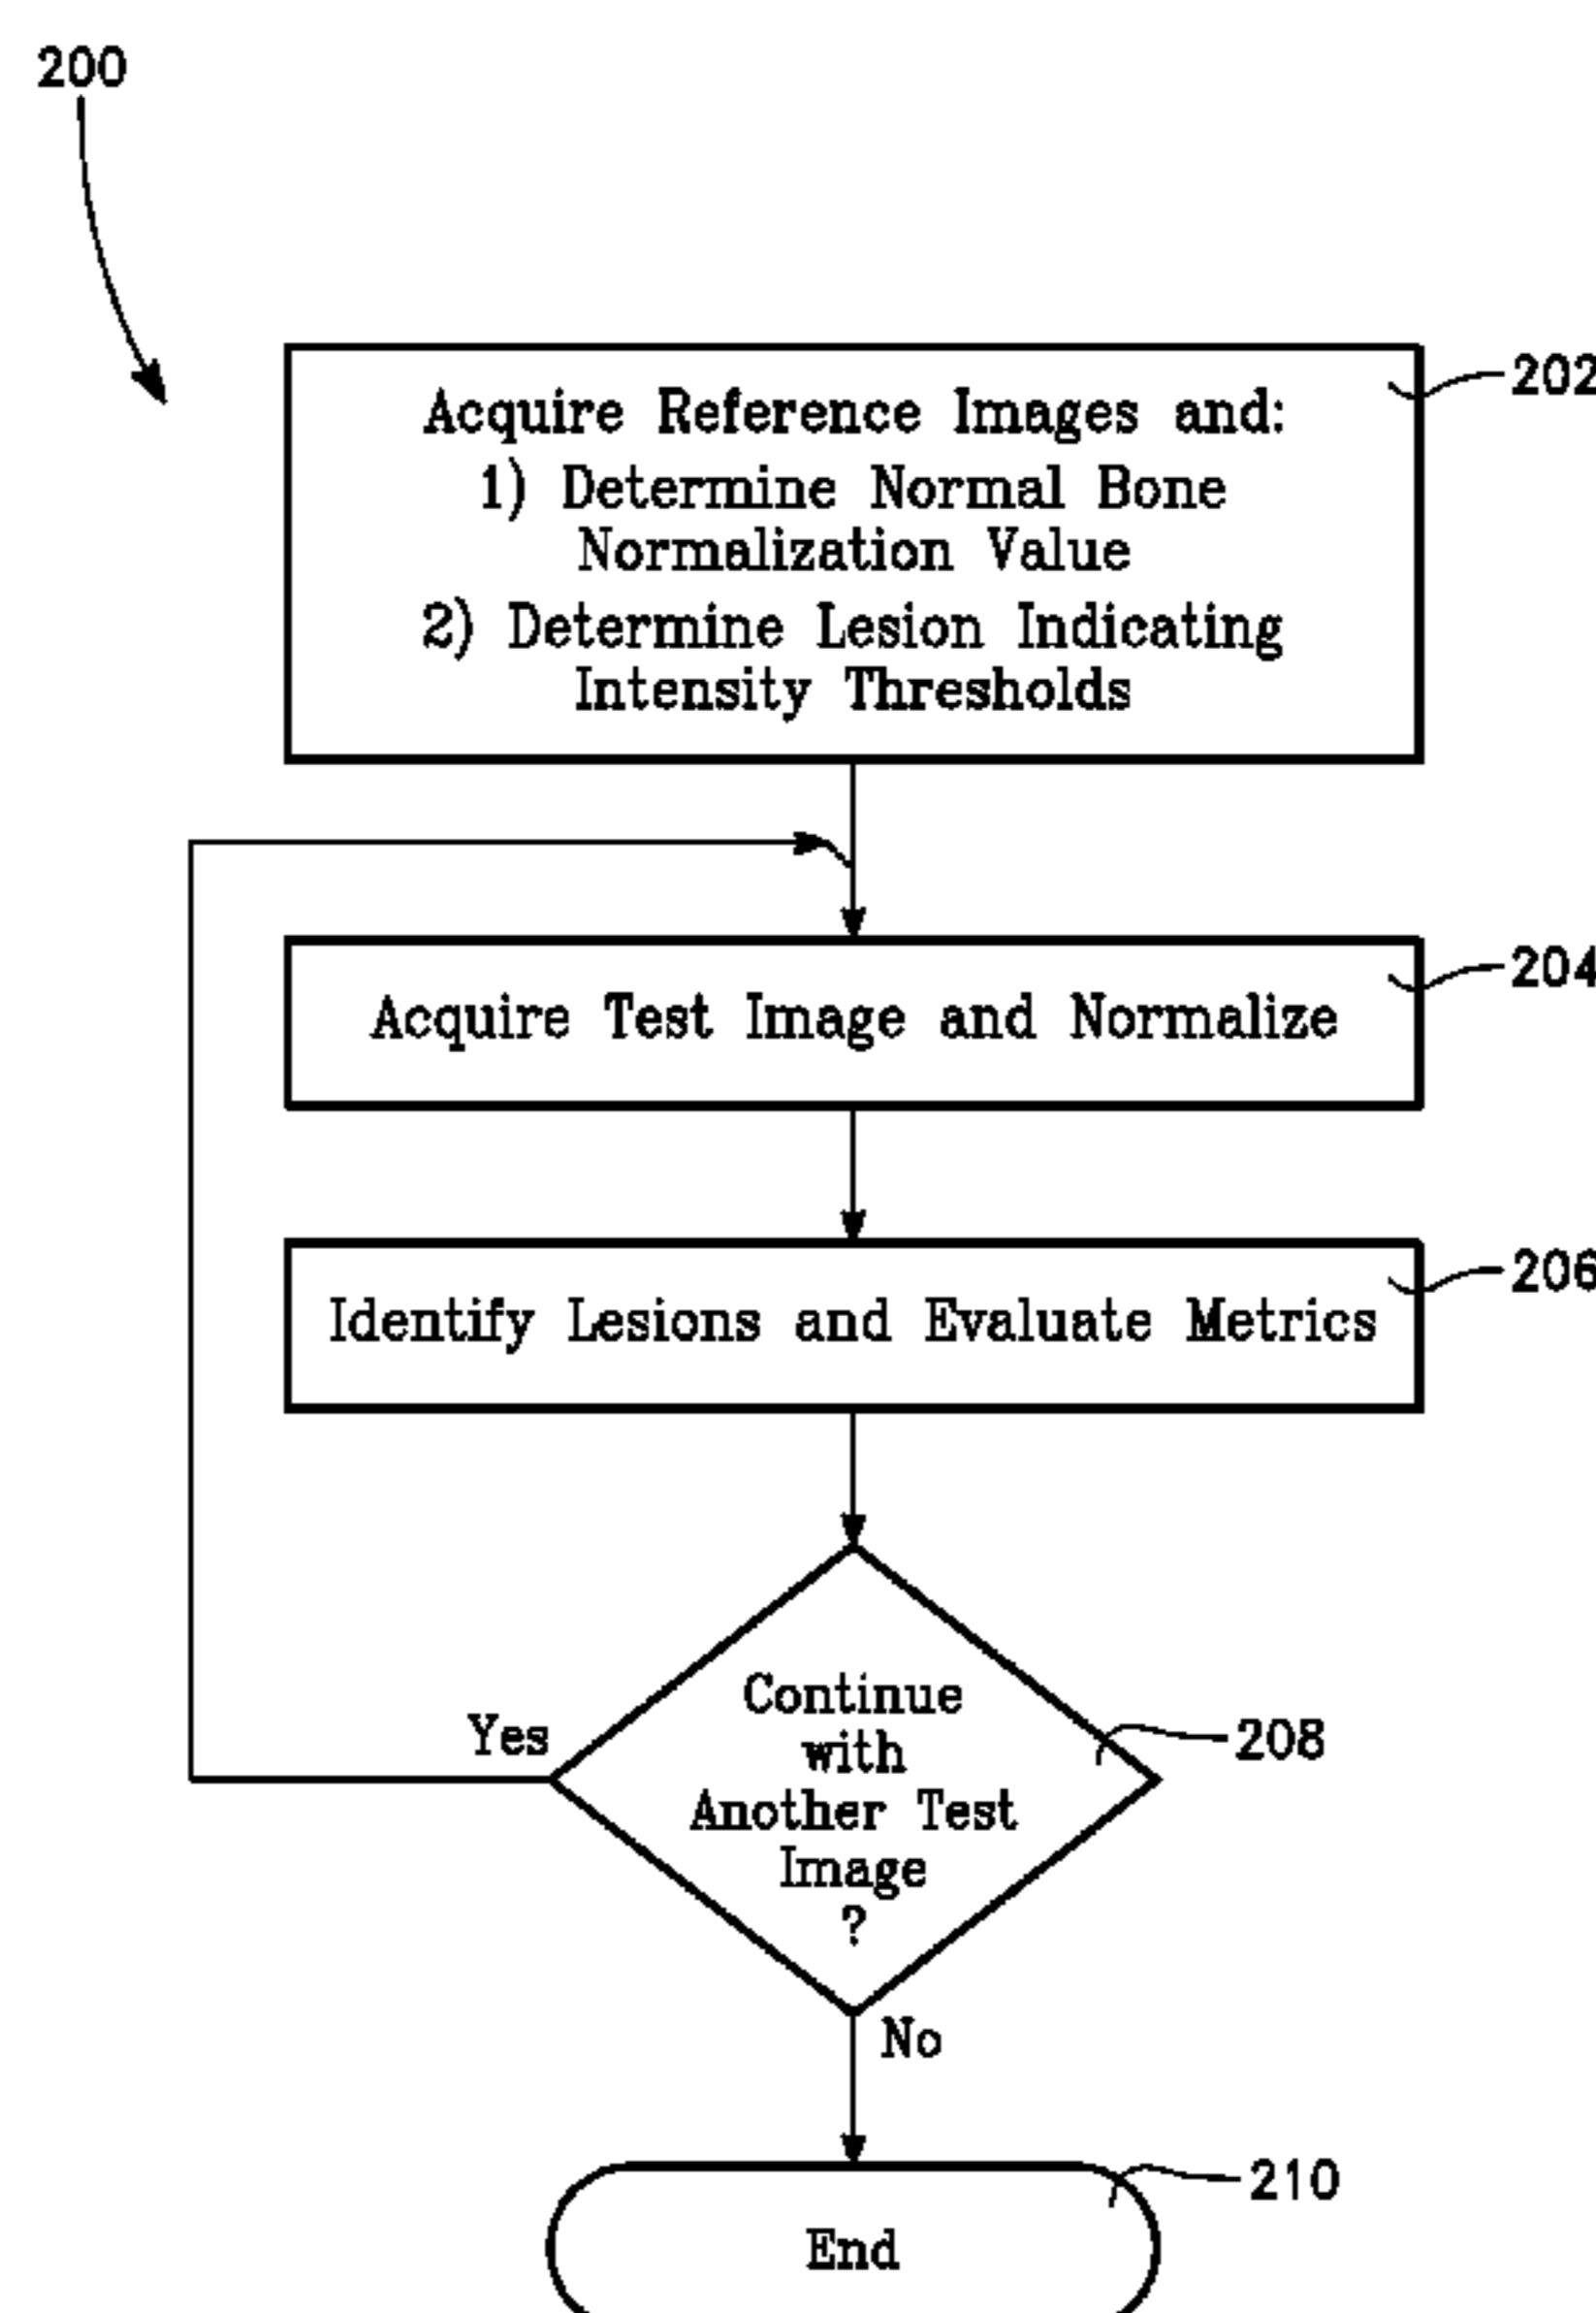 200
Acquire Reference Images and:
202
1) Determine Normal Bone
Normalization Value
2) Determine Lesion Indicating
Intensity Thresholds
204
Acquire Test Image and Normalize
206
Identify Lesions and Evaluate Metrics
Continue
with
Another Test
Image
?
Yes
208
No
210
End